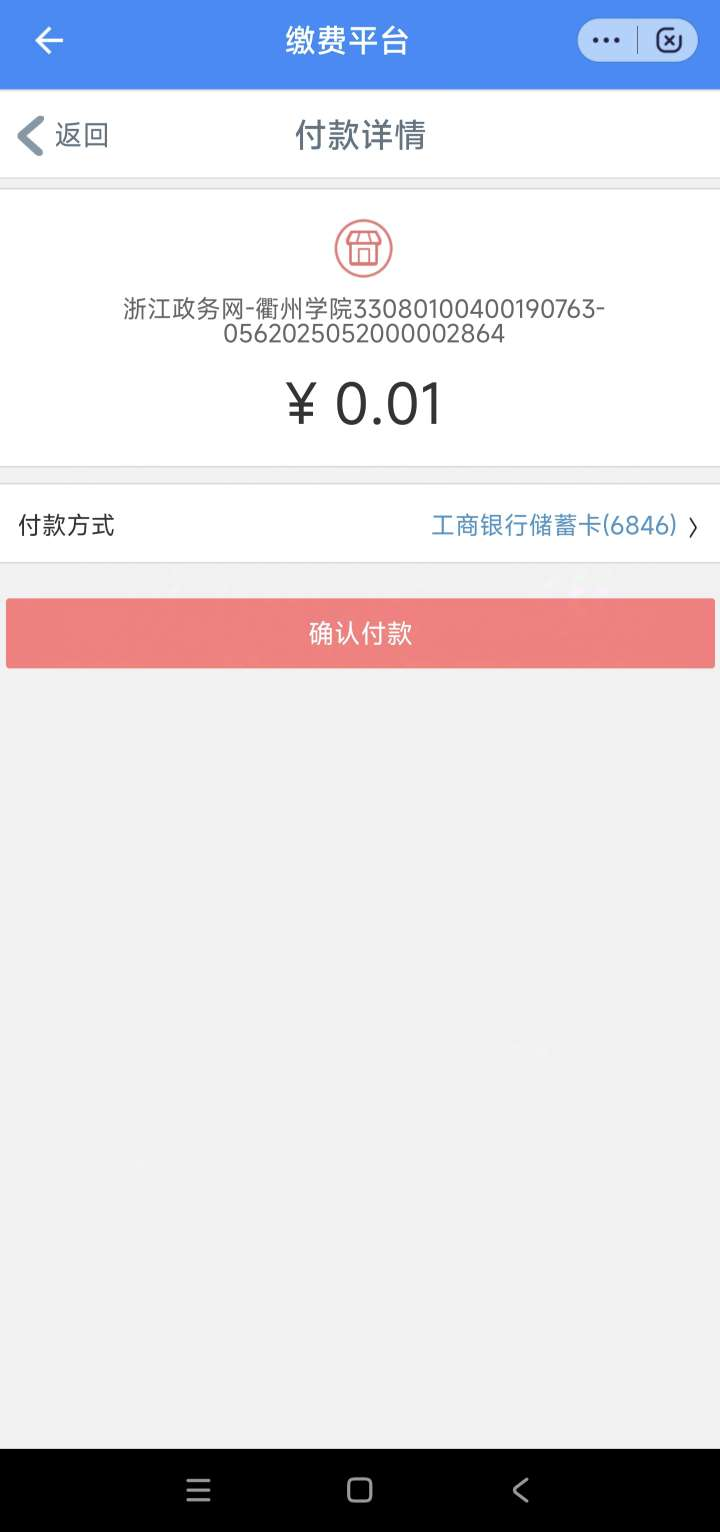 缴费平台
返回
付款详情
浙江政务网-衢州学院33080100400190763-
0562025052000002864
¥ 0.01
付款方式
工商银行储蓄卡(6846)
确认付款